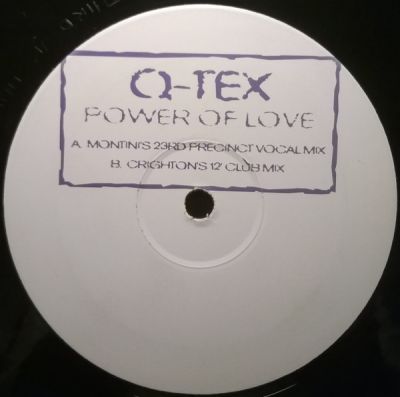 Q-TEX
POWER OF LOVE
A. MONTINI'S 23RD PRECINCT VOCAL MIX
B. CRIGHTON'S 12' CLUB MIX